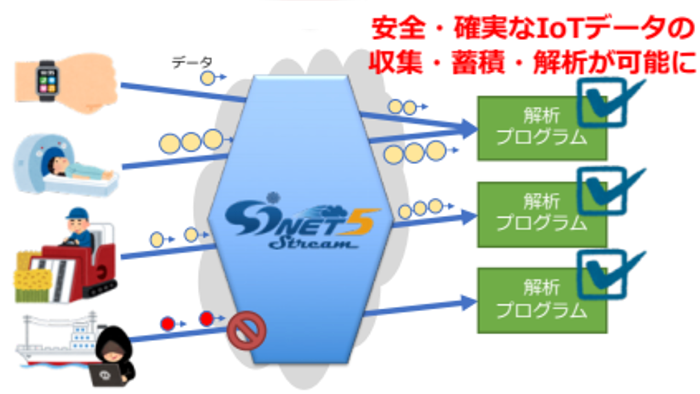 安全・確実なIoTデータの
収集・蓄積・解析が可能に
データ
解析
プログラム
SINET5
Stream
解析
プログラム
解析
プログラム